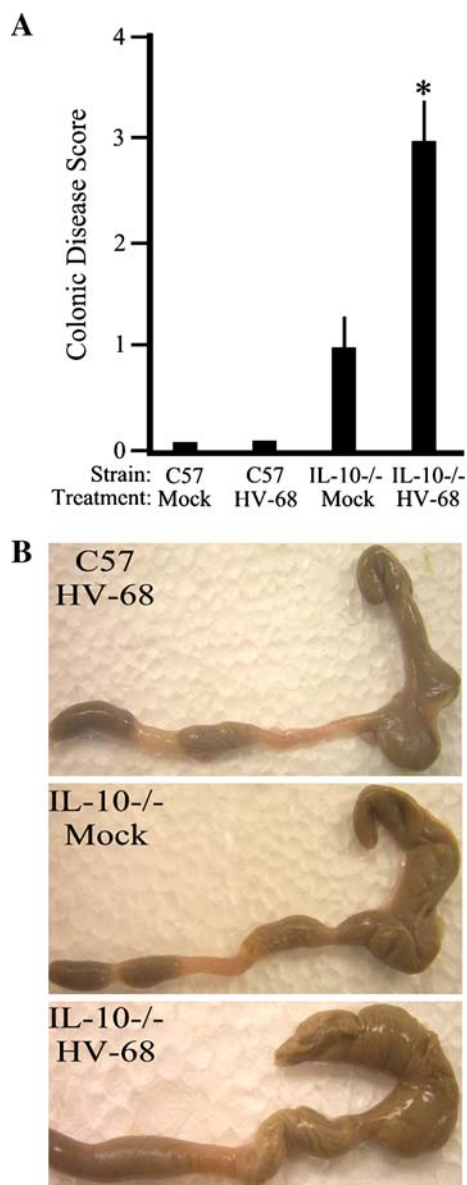 A
Colonic Disease Score
4
3
2
1
0
*
Strain: C57 C57 IL-10-/- IL-10-/-
Treatment: Mock HV-68 Mock HV-68
B
C57
HV-68
IL-10-/-
Mock
IL-10-/-
HV-68